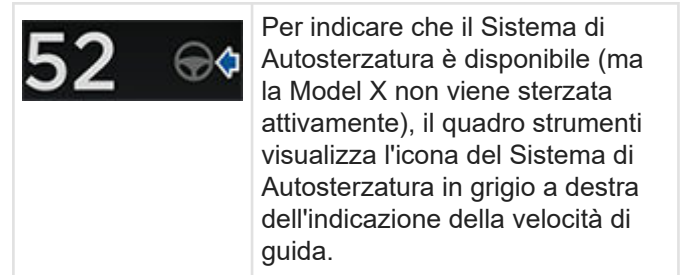 52
Per indicare che il Sistema di
Autosterzatura è disponibile (ma
la Model X non viene sterzata
attivamente), il quadro strumenti
visualizza l'icona del Sistema di
Autosterzatura in grigio a destra
dell'indicazione della velocità di
guida.